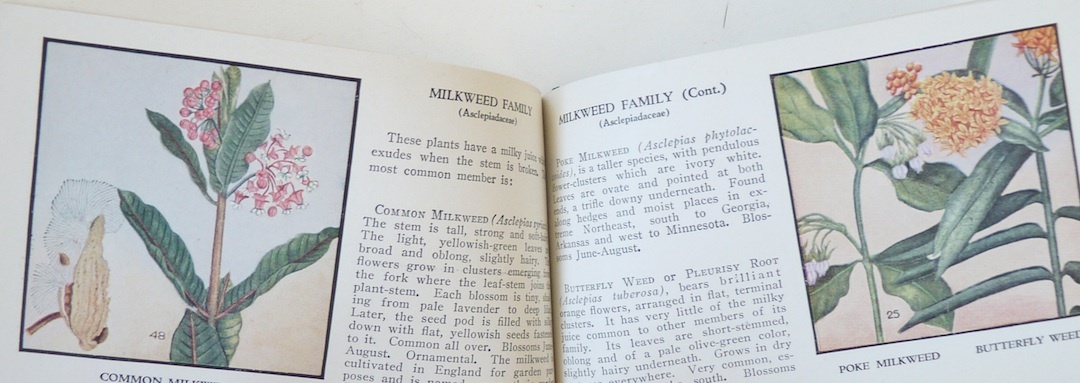 48
COMMON
MILKWEED FAMILY
(Asclepiadaceae)
These plants have a milky juice
exudes when the stem is broken.
most common member is:
COMMON MILKWEED (Asclepias
The stem is tall, strong and
The light, yellowish-green leaves
broad and oblong, slightly hairy.
flowers grow in clusters emerging
the fork where the leaf-stem joins
plant-stem. Each blossom is tiny,
ing from pale lavender to deep
Later, the seed pod is filled with
down with flat, yellowish seeds
to it. Common all over. Blossoms
August. Ornamental. The milkweed
cultivated in England for garden
poses and is
MILKWEED FAMILY (Cont.)
(Asclepiadaceae)
POKE MILKWEED (Asclepias phytolac-
is a taller species, with pendulous
flower-clusters which are ivory white.
Leaves are ovate and pointed at both
ends, a trifle downy underneath. Found
along hedges and moist places in ex-
treme Northeast, south to Georgia,
Arkansas and west to Minnesota. Blos-
soms June-August.
BUTTERFLY WEED OR PLEURISY ROOT
(Asclepias tuberosa), bears brilliant
orange flowers, arranged in flat, terminal
clusters. It has very little of the milky
juice common to other members of its
family. Its leaves are short-stemmed,
oblong and of a pale olive-green color,
slightly hairy underneath. Grows in dry
everywhere. Very common, es-
south. Blossoms
25
POKE MILKWEED
BUTTERFLY WEED